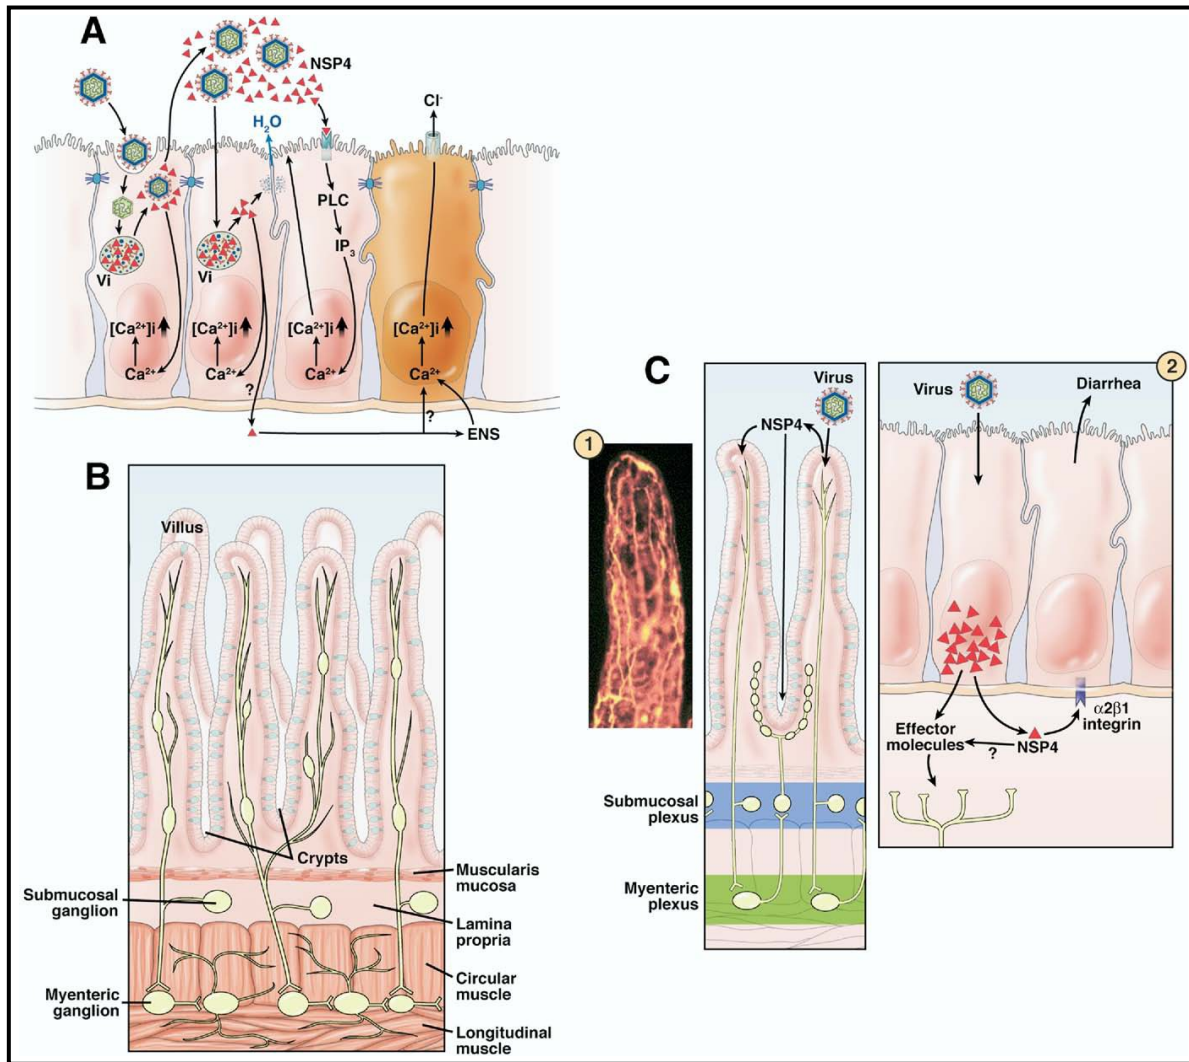 A
NSP4
Cl-
H2O
PLC
IP3
Vi
Vi
[Ca2+]i
[Ca2+]i
[Ca2+]i
[Ca2+]i
Ca2+
Ca2+
Ca2+
Ca2+
?
?
ENS
B
Villus
Crypts
Submucosal
ganglion
Myenteric
ganglion
Muscularis
mucosa
Lamina
propria
Circular
muscle
Longitudinal
muscle
C
1
Virus
NSP4
Submucosal
plexus
Myenteric
plexus
2
Virus
Diarrhea
α2β1
integrin
Effector
molecules
?
NSP4